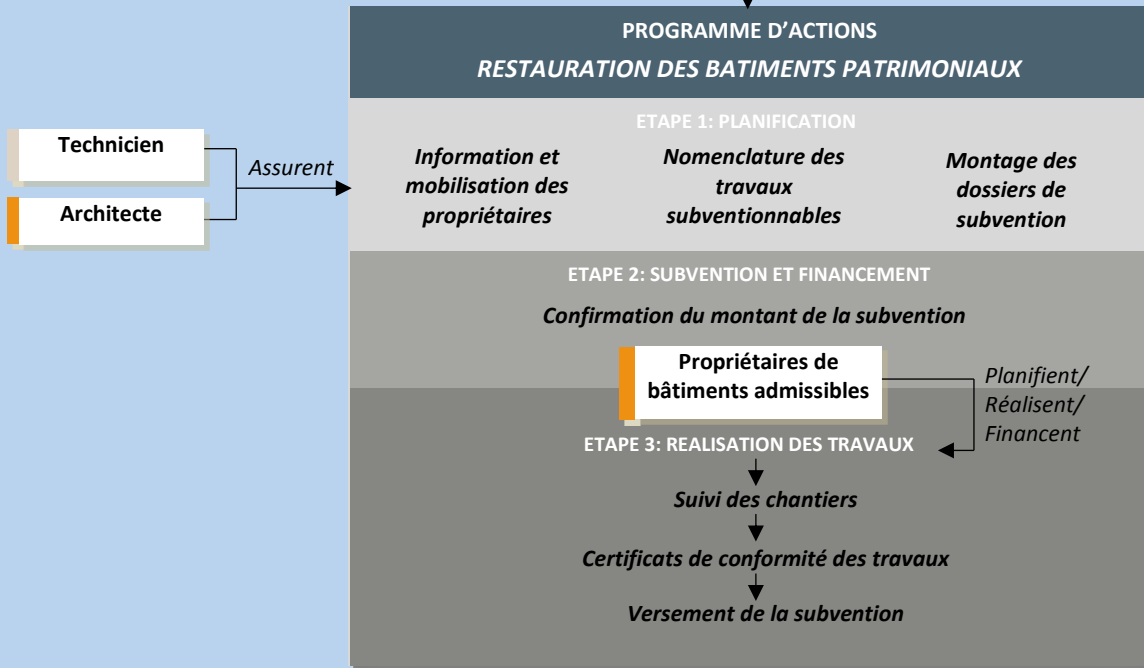 PROGRAMME D’ACTIONS
RESTAURATION DES BATIMENTS PATRIMONIAUX
Technicien
Architecte
Assurent
ETAPE 1: PLANIFICATION
Information et
mobilisation des
propriétaires
Nomenclature des
travaux
subventionnables
Montage des
dossiers de
subvention
ETAPE 2: SUBVENTION ET FINANCEMENT
Confirmation du montant de la subvention
Propriétaires de
bâtiments admissibles
Planifient/
Réalisent/
Financent
ETAPE 3: REALISATION DES TRAVAUX
Suivi des chantiers
Certificats de conformité des travaux
Versement de la subvention